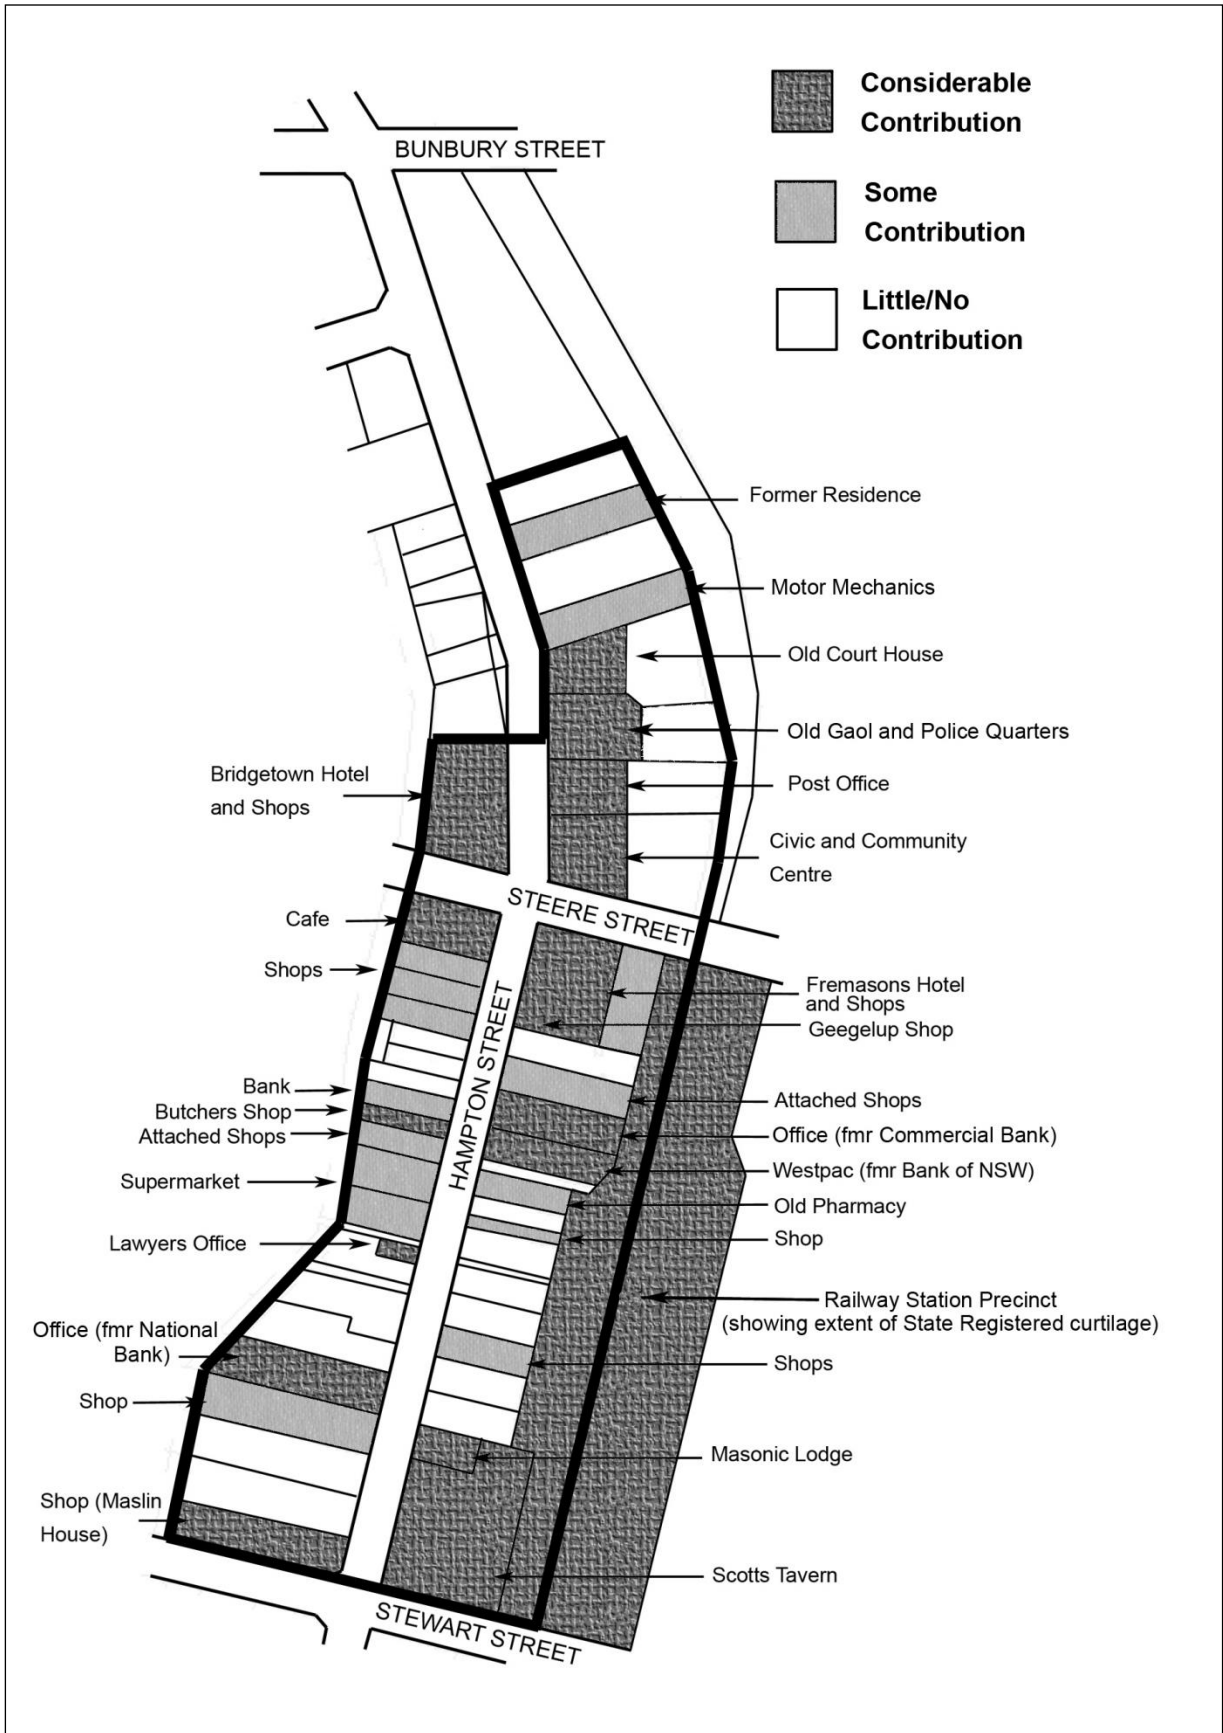 Considerable
Contribution
Some
Contribution
Little/No
Contribution
BUNBURY STREET
Former Residence
Motor Mechanics
Old Court House
Old Gaol and Police Quarters
Post Office
Civic and Community
Centre
Bridgetown Hotel
and Shops
STEERE STREET
Cafe
Shops
HAMPTON STREET
Fremasons Hotel
and Shops
Geegelup Shop
Bank
Butchers Shop
Attached Shops
Supermarket
Lawyers Office
Attached Shops
Office (fmr Commercial Bank)
Westpac (fmr Bank of NSW)
Old Pharmacy
Shop
Railway Station Precinct
(showing extent of State Registered curtilage)
Office (fmr National
Bank)
Shop
Shops
Masonic Lodge
Shop (Maslin
House)
Scotts Tavern
STEWART STREET